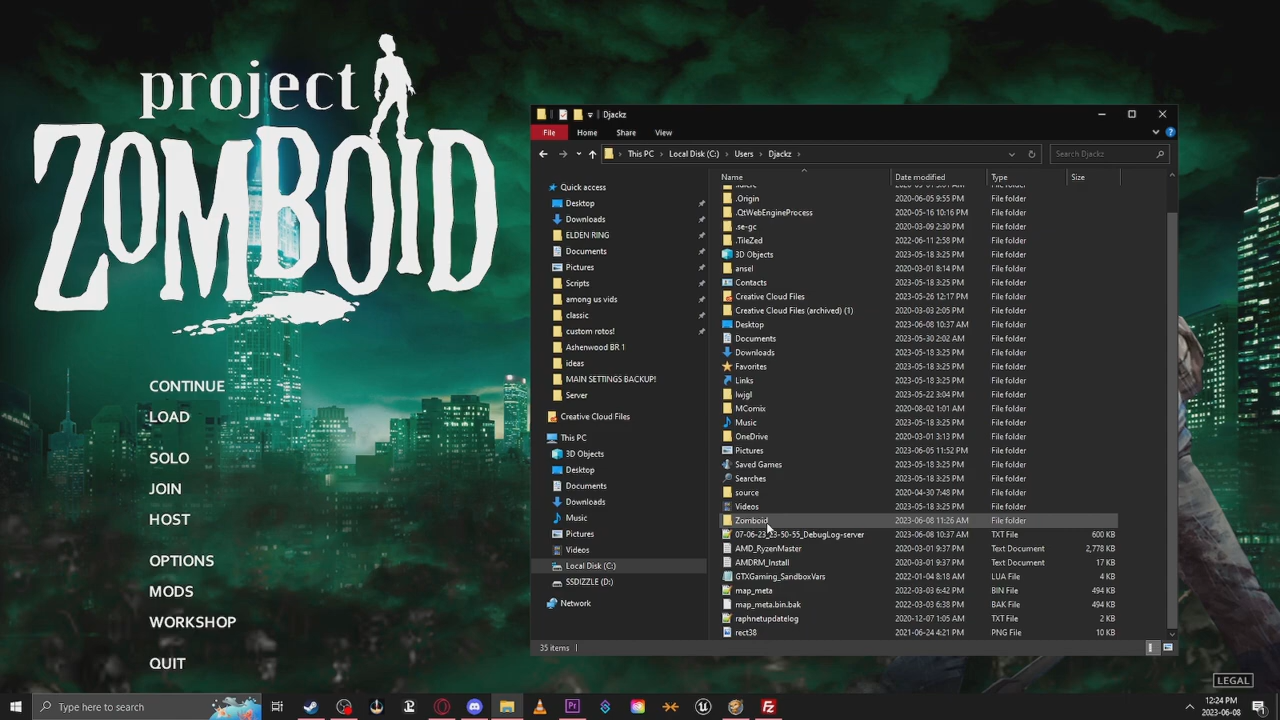 project
ZOMBOID
CONTINUE
LOAD
SOLO
JOIN
HOST
OPTIONS
MODS
WORKSHOP
QUIT
Djackz
File Home Share View
This PC Local Disk (C:) Users Djackz
Search Djackz
Quick access
Desktop
Downloads
ELDEN RING
Documents
Pictures
Scripts
among us vids
classic
custom rotos!
Ashenwood BR 1
ideas
MAIN SETTINGS BACKUP!
Server
Creative Cloud Files
This PC
3D Objects
Desktop
Documents
Downloads
Music
Pictures
Videos
Local Disk (C:)
SSDIZZLE (D:)
Network
Name Date modified Type Size
.Origin 2020-06-05 9:55 PM File folder
.QtWebEngineProcess 2020-05-16 10:16 PM File folder
.se-gc 2020-03-09 2:30 PM File folder
.TileZed 2022-06-11 2:58 PM File folder
3D Objects 2023-05-18 3:25 PM File folder
ansel 2020-03-01 8:14 PM File folder
Contacts 2023-05-18 3:25 PM File folder
Creative Cloud Files 2023-05-26 12:17 PM File folder
Creative Cloud Files (archived) (1) 2020-03-03 2:05 PM File folder
Desktop 2023-06-08 10:37 AM File folder
Documents 2023-05-30 2:02 AM File folder
Downloads 2023-05-18 3:25 PM File folder
Favorites 2023-05-18 3:25 PM File folder
Links 2023-05-18 3:25 PM File folder
lwjgl 2023-05-22 3:04 PM File folder
MComix 2020-08-02 1:01 AM File folder
Music 2023-05-18 3:25 PM File folder
OneDrive 2020-03-01 3:13 PM File folder
Pictures 2023-06-05 11:52 PM File folder
Saved Games 2023-05-18 3:25 PM File folder
Searches 2023-05-18 3:25 PM File folder
source 2020-04-30 7:48 PM File folder
Videos 2023-05-18 3:25 PM File folder
Zomboid 2023-06-08 11:26 AM File folder
07-06-23_23-50-55_DebugLog-server 2023-06-08 10:37 AM TXT File 600 KB
AMD_RyzenMaster 2020-03-01 9:37 PM Text Document 2,778 KB
AMDRM_Install 2020-03-01 9:37 PM Text Document 17 KB
GTXGaming_SandboxVars 2022-01-04 8:18 AM LUA File 4 KB
map_meta 2022-03-03 6:42 PM BIN File 494 KB
map_meta.bin.bak 2022-03-03 6:38 PM BAK File 494 KB
raphnetupdatelog 2020-12-07 1:05 AM TXT File 2 KB
rect38 2021-06-24 4:21 PM PNG File 10 KB
35 items
LEGAL
Type here to search
12:24 PM
2023-06-08